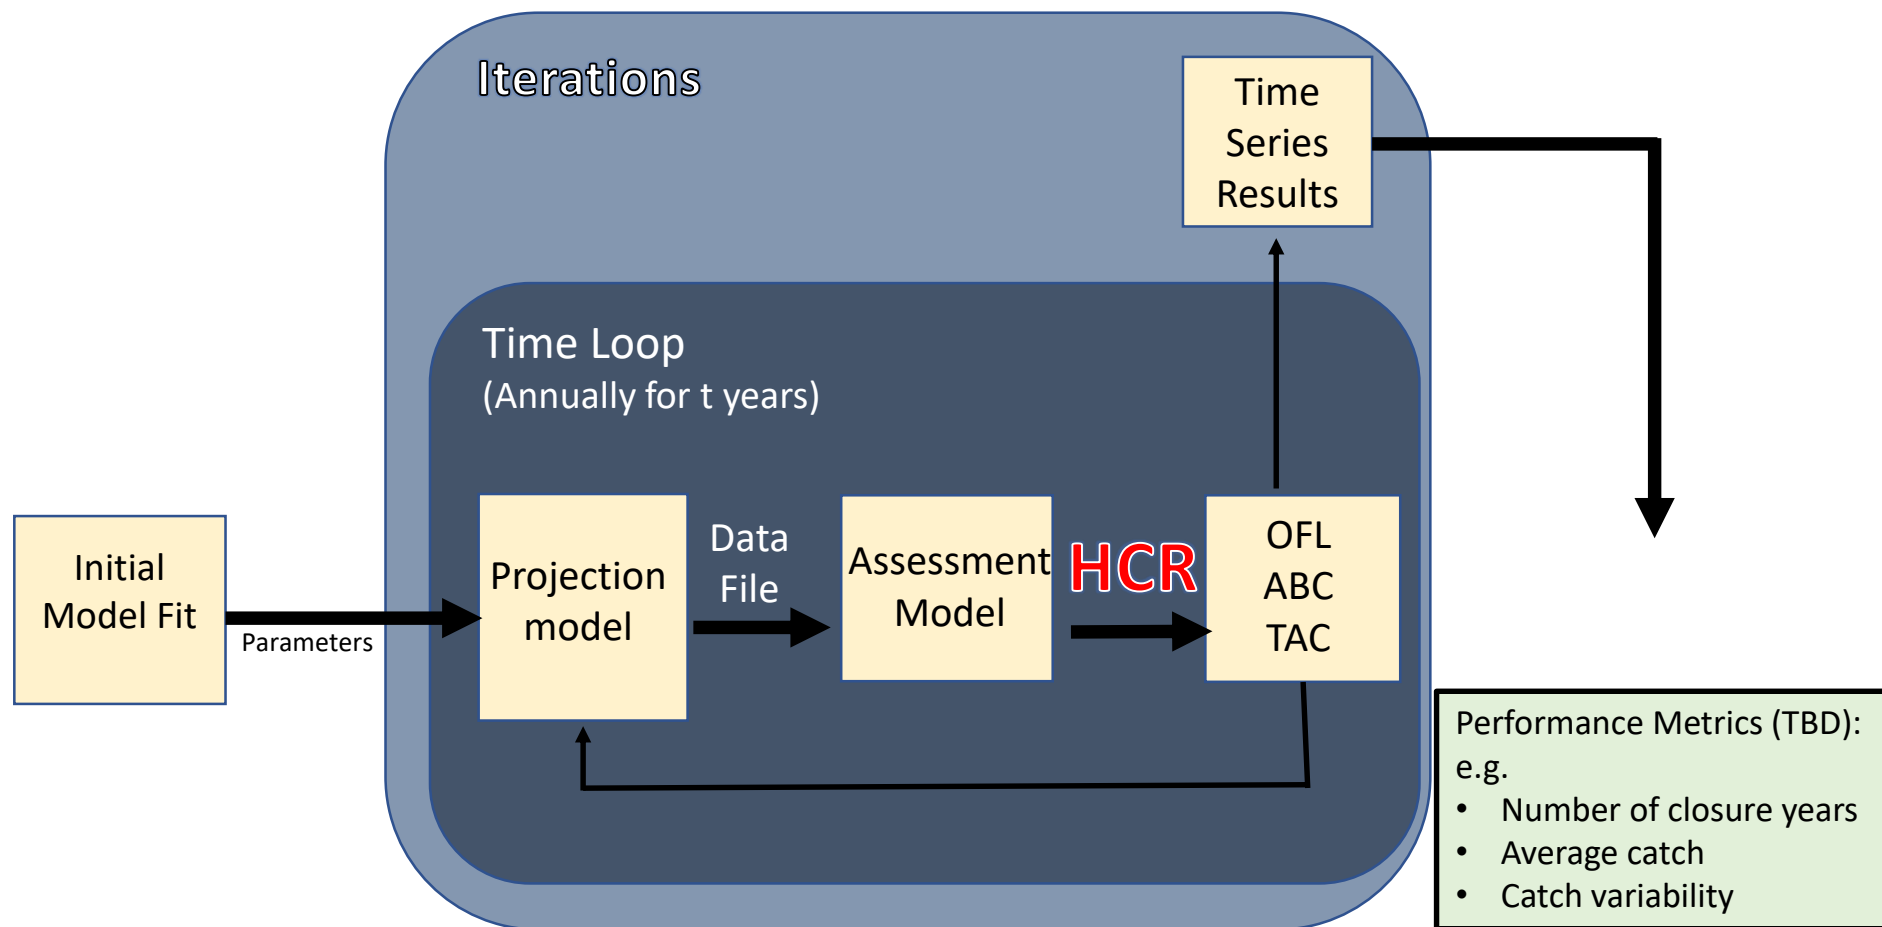 Iterations
Time
Series
Results
Time Loop
(Annually for t years)
Initial
Model Fit
Parameters
Projection
model
Data
File
Assessment
Model
HCR
OFL
ABC
TAC
Performance Metrics (TBD):
e.g.
• Number of closure years
• Average catch
• Catch variability